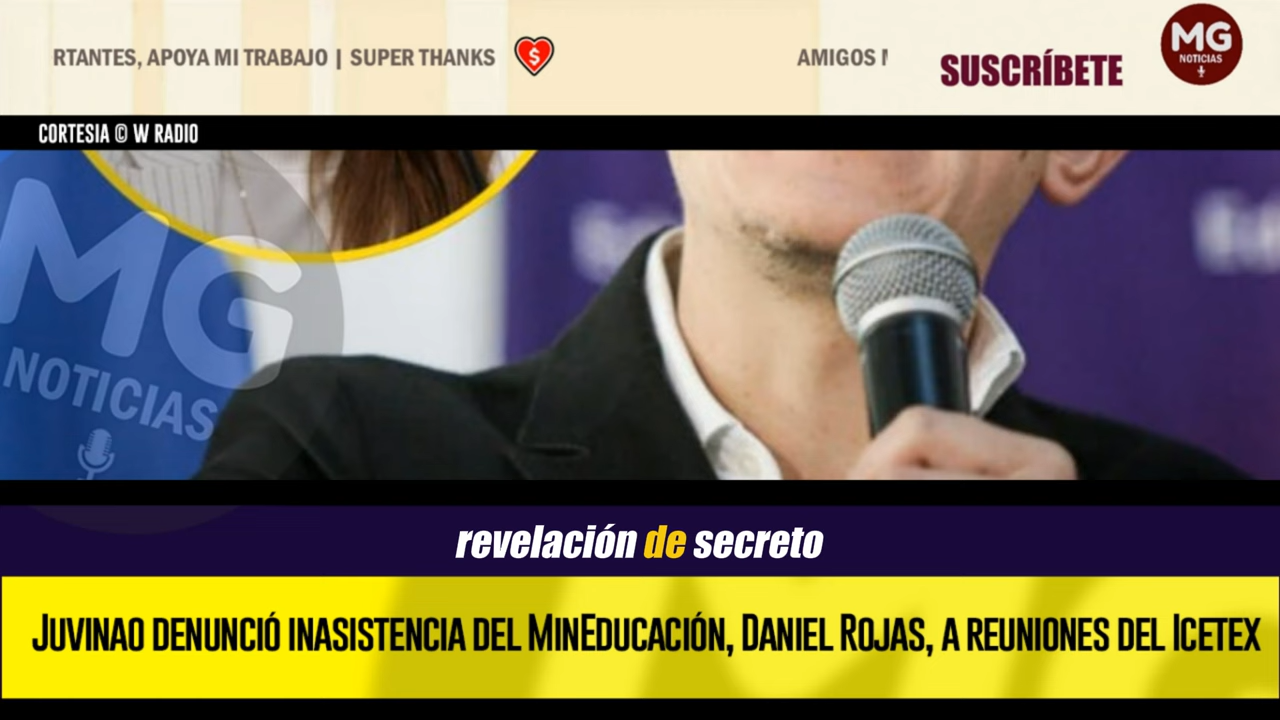 RTANTES, APOYA MI TRABAJO | SUPER THANKS
AMIGOS
SUSCRÍBETE
MG
NOTICIAS
CORTESIA © W RADIO
MG
NOTICIAS
revelación de secreto
JUVINAO DENUNCIÓ INASISTENCIA DEL MINEDUCACIÓN, DANIEL ROJAS, A REUNIONES DEL ICETEX